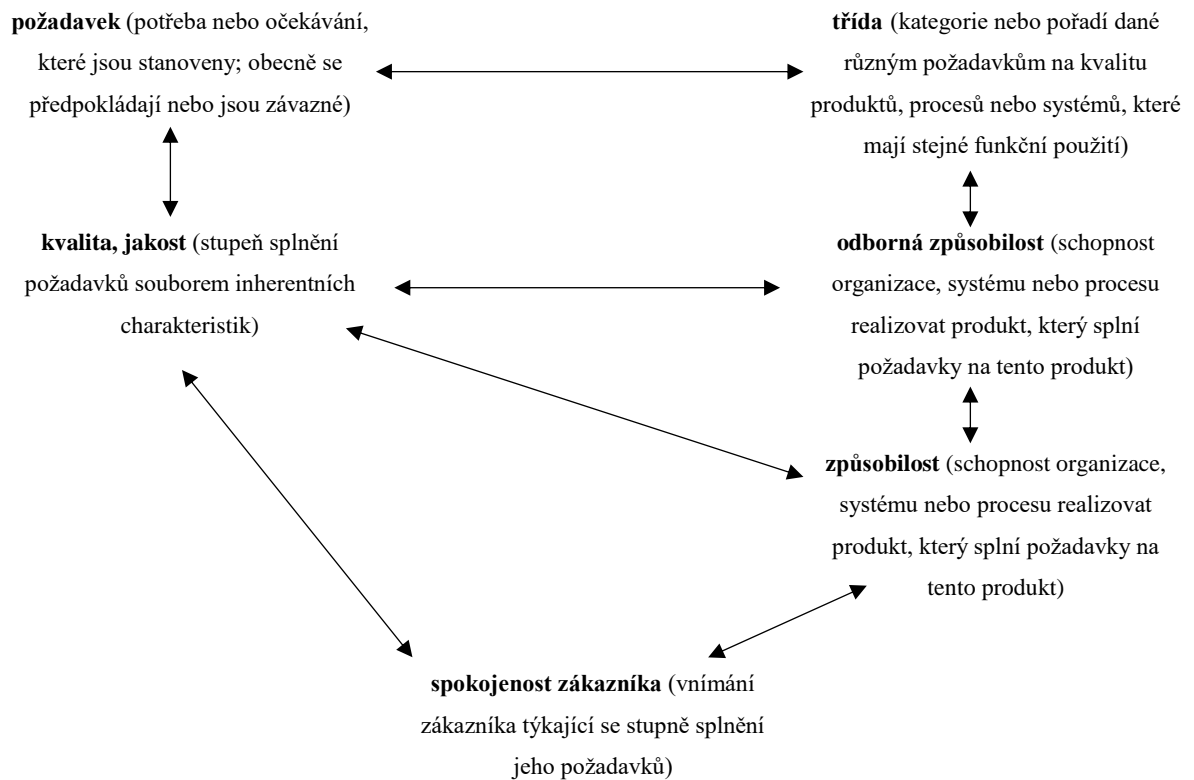 požadavek (potřeba nebo očekávání,
které jsou stanoveny; obecně se
předpokládají nebo jsou závazné)
třída (kategorie nebo pořadí dané
různým požadavkům na kvalitu
produktů, procesů nebo systémů, které
mají stejné funkční použití)
kvalita, jakost (stupeň splnění
požadavků souborem inherentních
charakteristik)
odborná způsobilost (schopnost
organizace, systému nebo procesu
realizovat produkt, který splní
požadavky na tento produkt)
způsobilost (schopnost organizace,
systému nebo procesu realizovat
produkt, který splní požadavky na
tento produkt)
spokojenost zákazníka (vnímání
zákazníka týkající se stupně splnění
jeho požadavků)